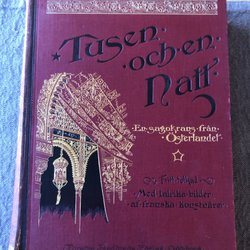 Tusen
och en
Natt
En sagokrans från
Österlandet
Med talrika bilder
af franska konstnärer